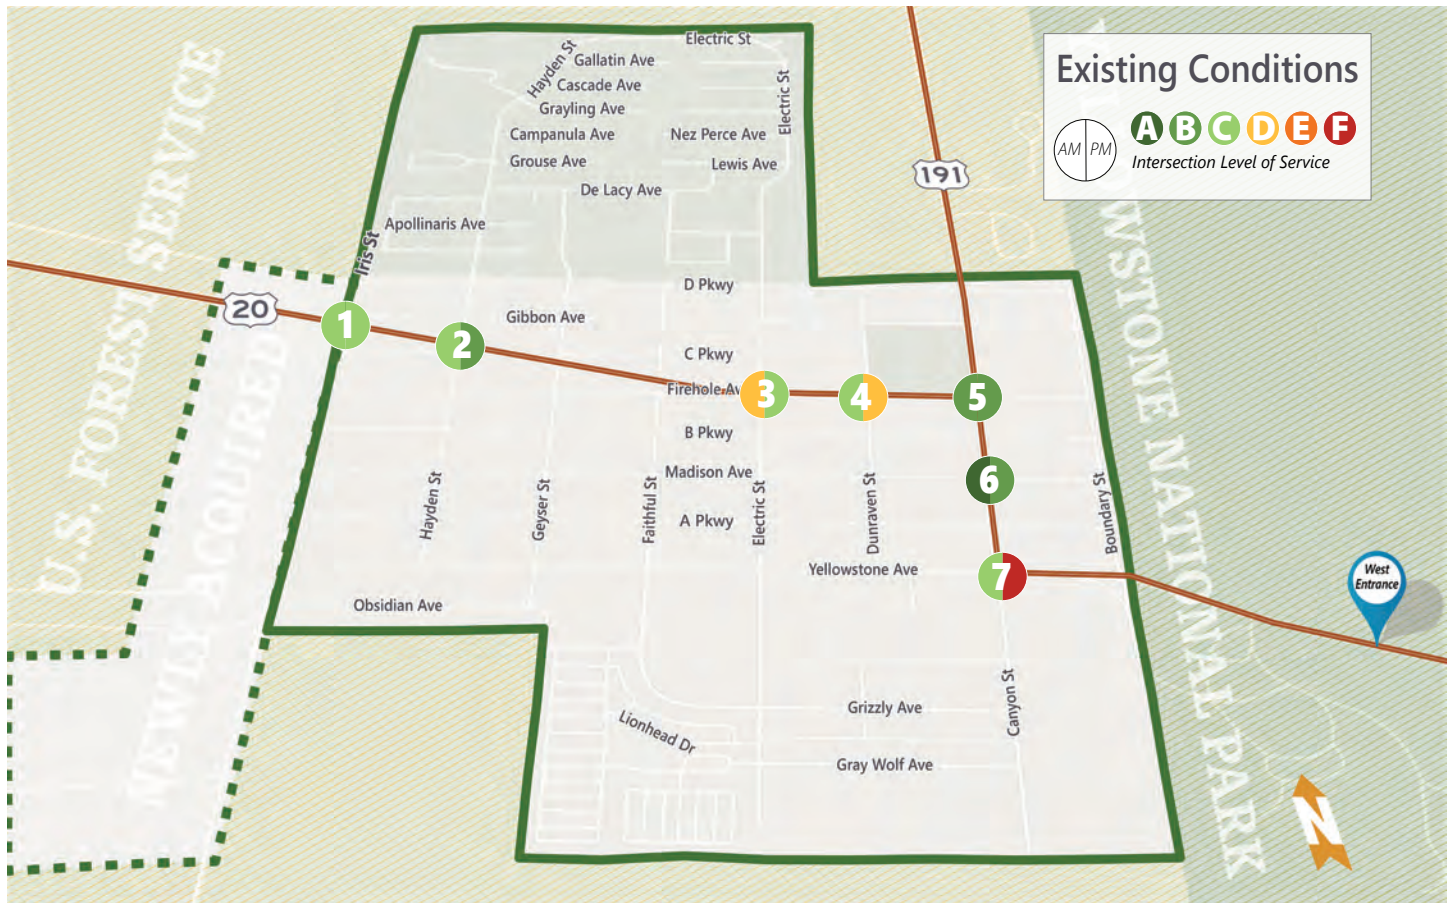 Existing Conditions
A B C D E F
AM PM
Intersection Level of Service
U.S. FOREST SERVICE
NEWLY ACQUIRED
YELLOWSTONE NATIONAL PARK
Electric St
Hayden St
Gallatin Ave
Cascade Ave
Grayling Ave
Electric St
Campanula Ave
Nez Perce Ave
Grouse Ave
Lewis Ave
De Lacy Ave
191
Apollinaris Ave
Iris St
D Pkwy
20
Gibbon Ave
1
2
C Pkwy
Firehole Av
3
4
5
B Pkwy
Madison Ave
6
Hayden St
Geyser St
Faithful St
A Pkwy
Electric St
Dunraven St
Boundary St
Yellowstone Ave
7
West
Entrance
Obsidian Ave
Canyon St
Grizzly Ave
Lionhead Dr
Gray Wolf Ave
N